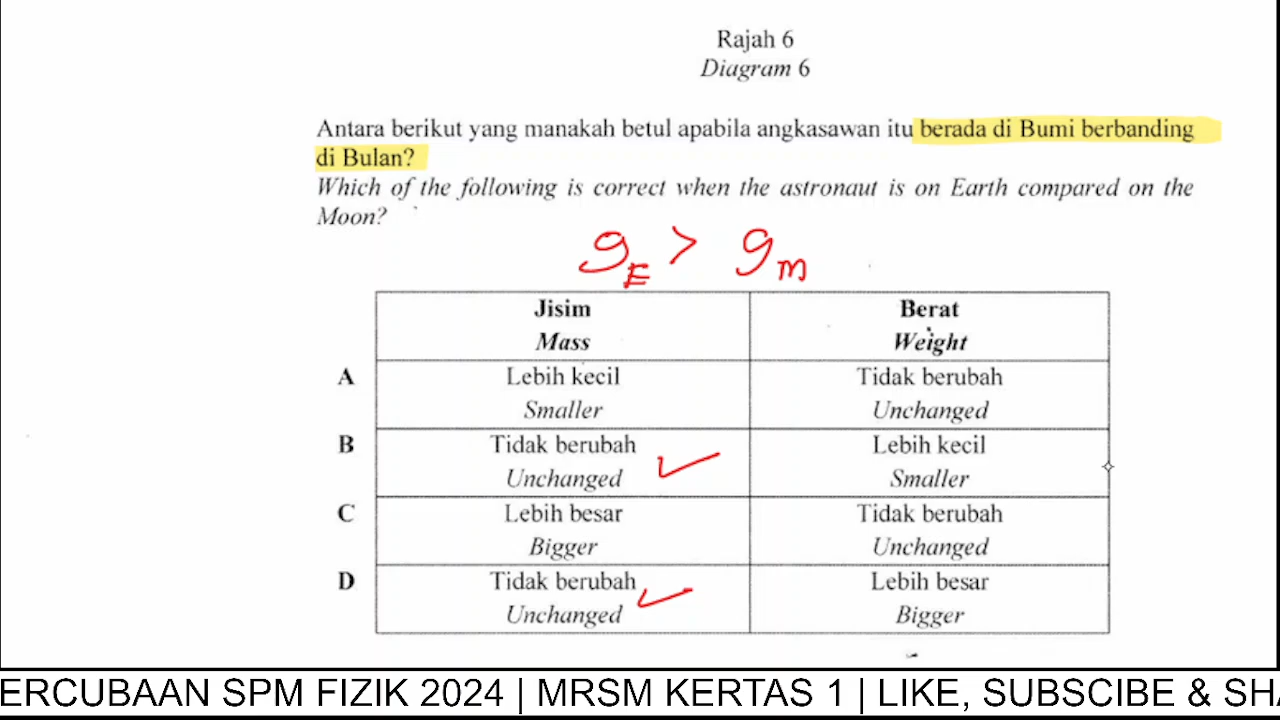 Rajah 6
Diagram 6
Antara berikut yang manakah betul apabila angkasawan itu berada di Bumi berbanding
di Bulan?
Which of the following is correct when the astronaut is on Earth compared on the
Moon?
gE > gm
Jisim Berat
Mass Weight
A Lebih kecil Tidak berubah
Smaller Unchanged
B Tidak berubah Lebih kecil
Unchanged Smaller
C Lebih besar Tidak berubah
Bigger Unchanged
D Tidak berubah Lebih besar
Unchanged Bigger
ERCUBAAN SPM FIZIK 2024 | MRSM KERTAS 1 | LIKE, SUBSCIBE & SHA